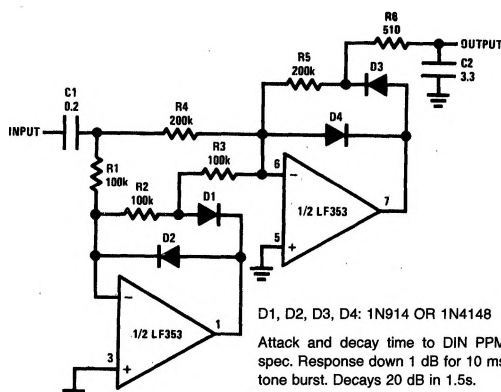 R6
510
OUTPUT
R5
200k
D3
C2
3.3
C1
0.2
R4
200k
D4
INPUT
R3
100k
R1
100k
R2
100k
D1
6
−
7
1/2 LF353
5
+
D2
−
1
1/2 LF353
3
+
D1, D2, D3, D4: 1N914 OR 1N4148
Attack and decay time to DIN PPM
spec. Response down 1 dB for 10 ms
tone burst. Decays 20 dB in 1.5s.